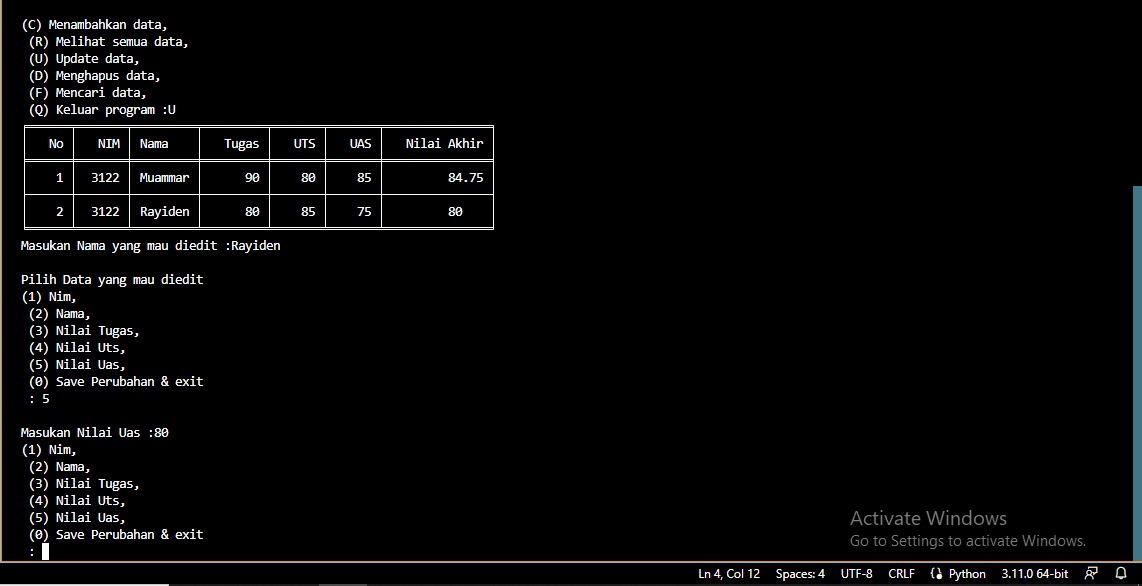 (C) Menambahkan data,
(R) Melihat semua data,
(U) Update data,
(D) Menghapus data,
(F) Mencari data,
(Q) Keluar program :U
No NIM Nama Tugas UTS UAS Nilai Akhir
1 3122 Muammar 90 80 85 84.75
2 3122 Rayiden 80 85 75 80
Masukan Nama yang mau diedit :Rayiden
Pilih Data yang mau diedit
(1) Nim,
(2) Nama,
(3) Nilai Tugas,
(4) Nilai Uts,
(5) Nilai Uas,
(0) Save Perubahan & exit
: 5
Masukan Nilai Uas :80
(1) Nim,
(2) Nama,
(3) Nilai Tugas,
(4) Nilai Uts,
(5) Nilai Uas,
(0) Save Perubahan & exit
:
Activate Windows
Go to Settings to activate Windows.
Ln 4, Col 12 Spaces: 4 UTF-8 CRLF Python 3.11.0 64-bit